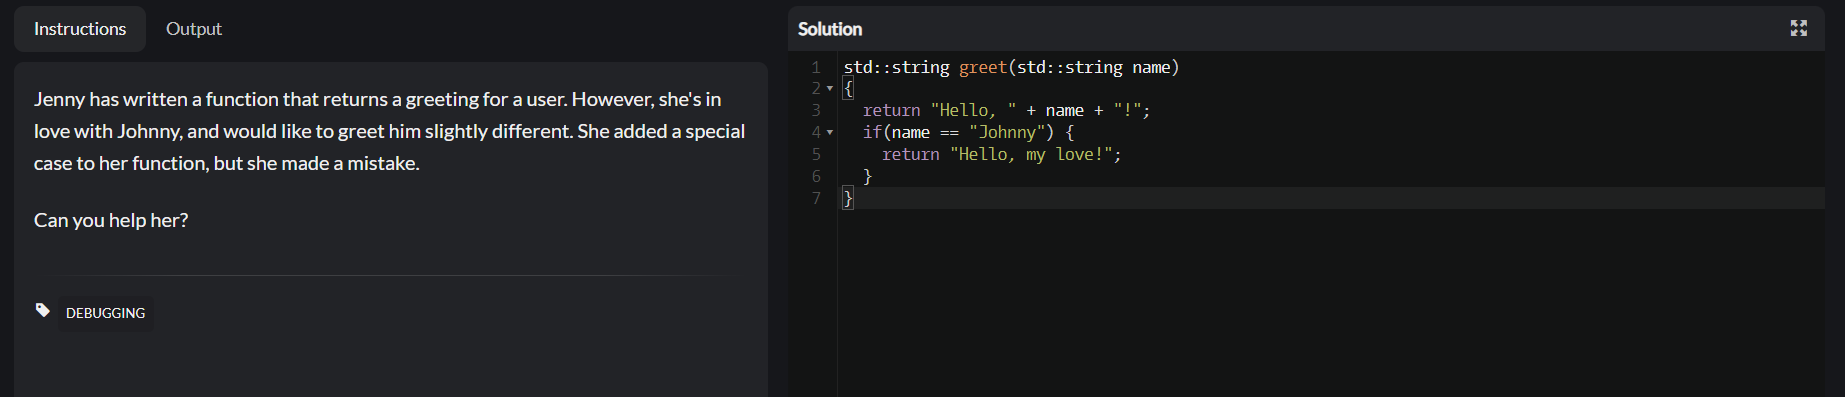 Instructions
Output
Jenny has written a function that returns a greeting for a user. However, she's in
love with Johnny, and would like to greet him slightly different. She added a special
case to her function, but she made a mistake.
Can you help her?
DEBUGGING
Solution
1 std::string greet(std::string name)
2 {
3   return "Hello, " + name + "!";
4   if(name == "Johnny") {
5     return "Hello, my love!";
6   }
7 }